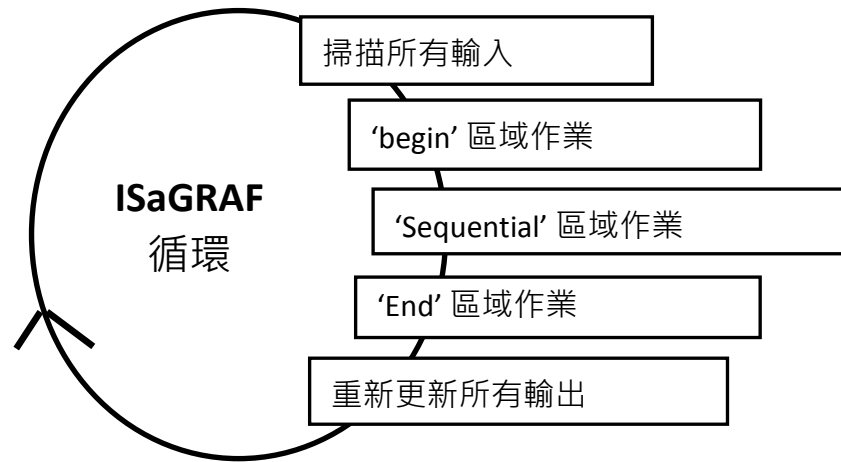 掃描所有輸入
‘begin’ 區域作業
ISaGRAF
循環
‘Sequential’ 區域作業
‘End’ 區域作業
重新更新所有輸出